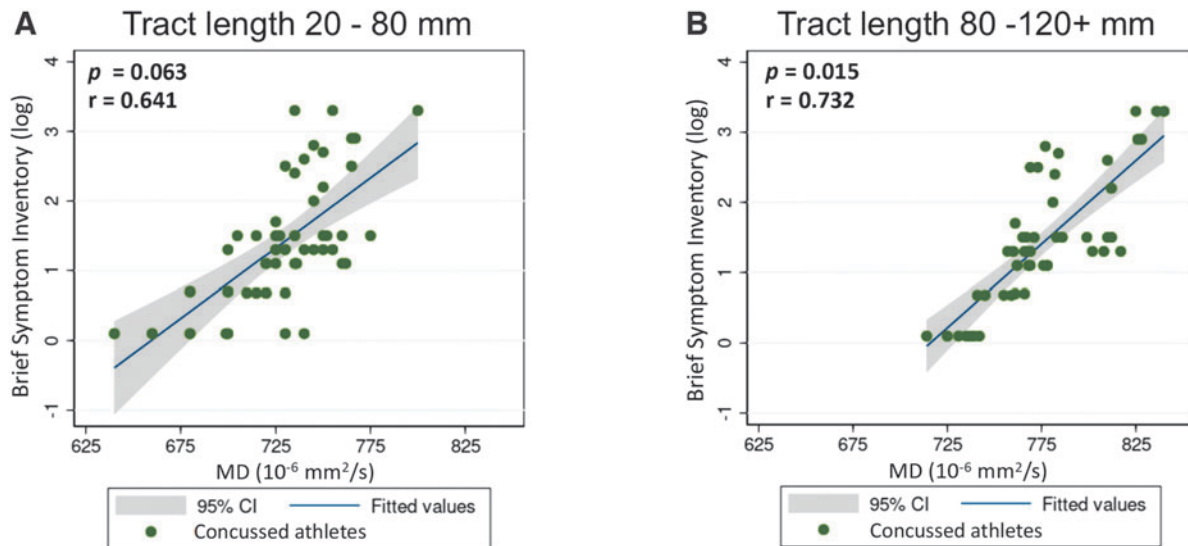 A Tract length 20 - 80 mm
p = 0.063
r = 0.641
Brief Symptom Inventory (log)
4
3
2
1
0
-1
625 675 725 775 825
MD (10⁻⁶ mm²/s)
95% CI Fitted values
Concussed athletes
B Tract length 80 -120+ mm
p = 0.015
r = 0.732
Brief Symptom Inventory (log)
4
3
2
1
0
-1
625 675 725 775 825
MD (10⁻⁶ mm²/s)
95% CI Fitted values
Concussed athletes